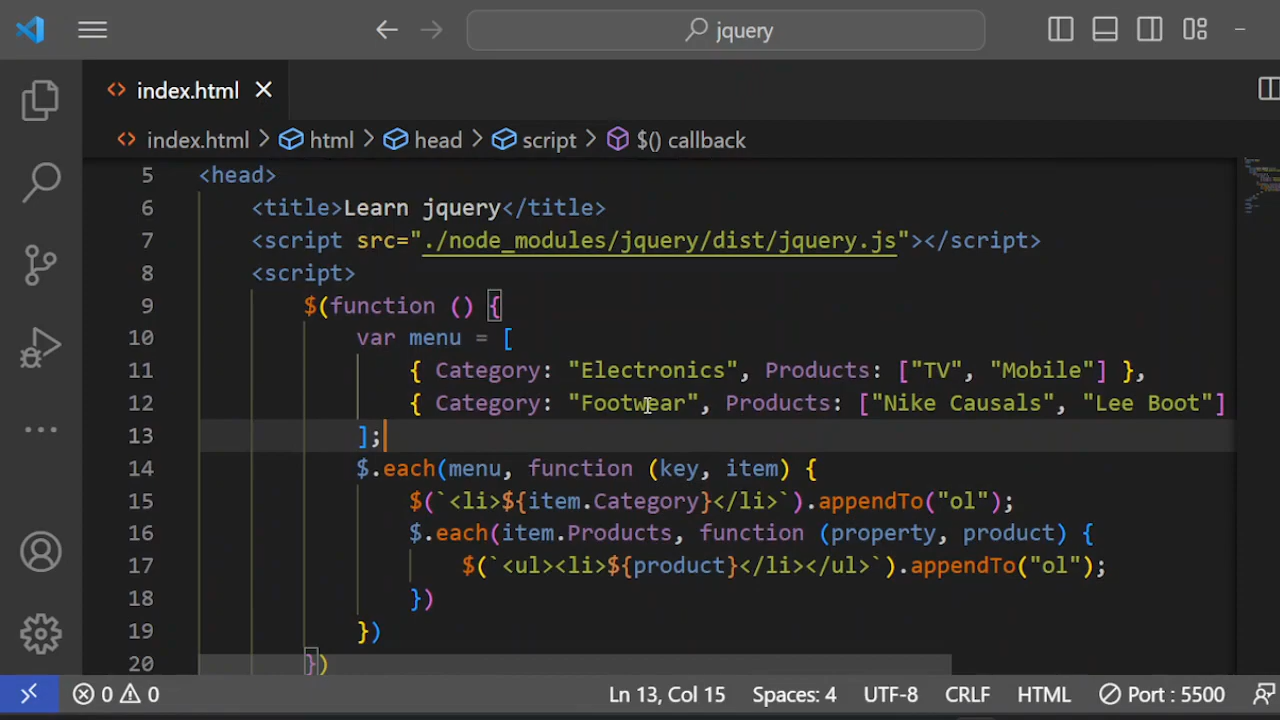 jquery
index.html
index.html > html > head > script > $() callback
5 <head>
6 <title>Learn jquery</title>
7 <script src="./node_modules/jquery/dist/jquery.js"></script>
8 <script>
9 $(function () {
10 var menu = [
11 { Category: "Electronics", Products: ["TV", "Mobile"] },
12 { Category: "Footwear", Products: ["Nike Causals", "Lee Boot"]
13 ];
14 $.each(menu, function (key, item) {
15 $(`<li>${item.Category}</li>`).appendTo("ol");
16 $.each(item.Products, function (property, product) {
17 $(`<ul><li>${product}</li></ul>`).appendTo("ol");
18 })
19 })
20 })
0 0 Ln 13, Col 15 Spaces: 4 UTF-8 CRLF HTML Port : 5500